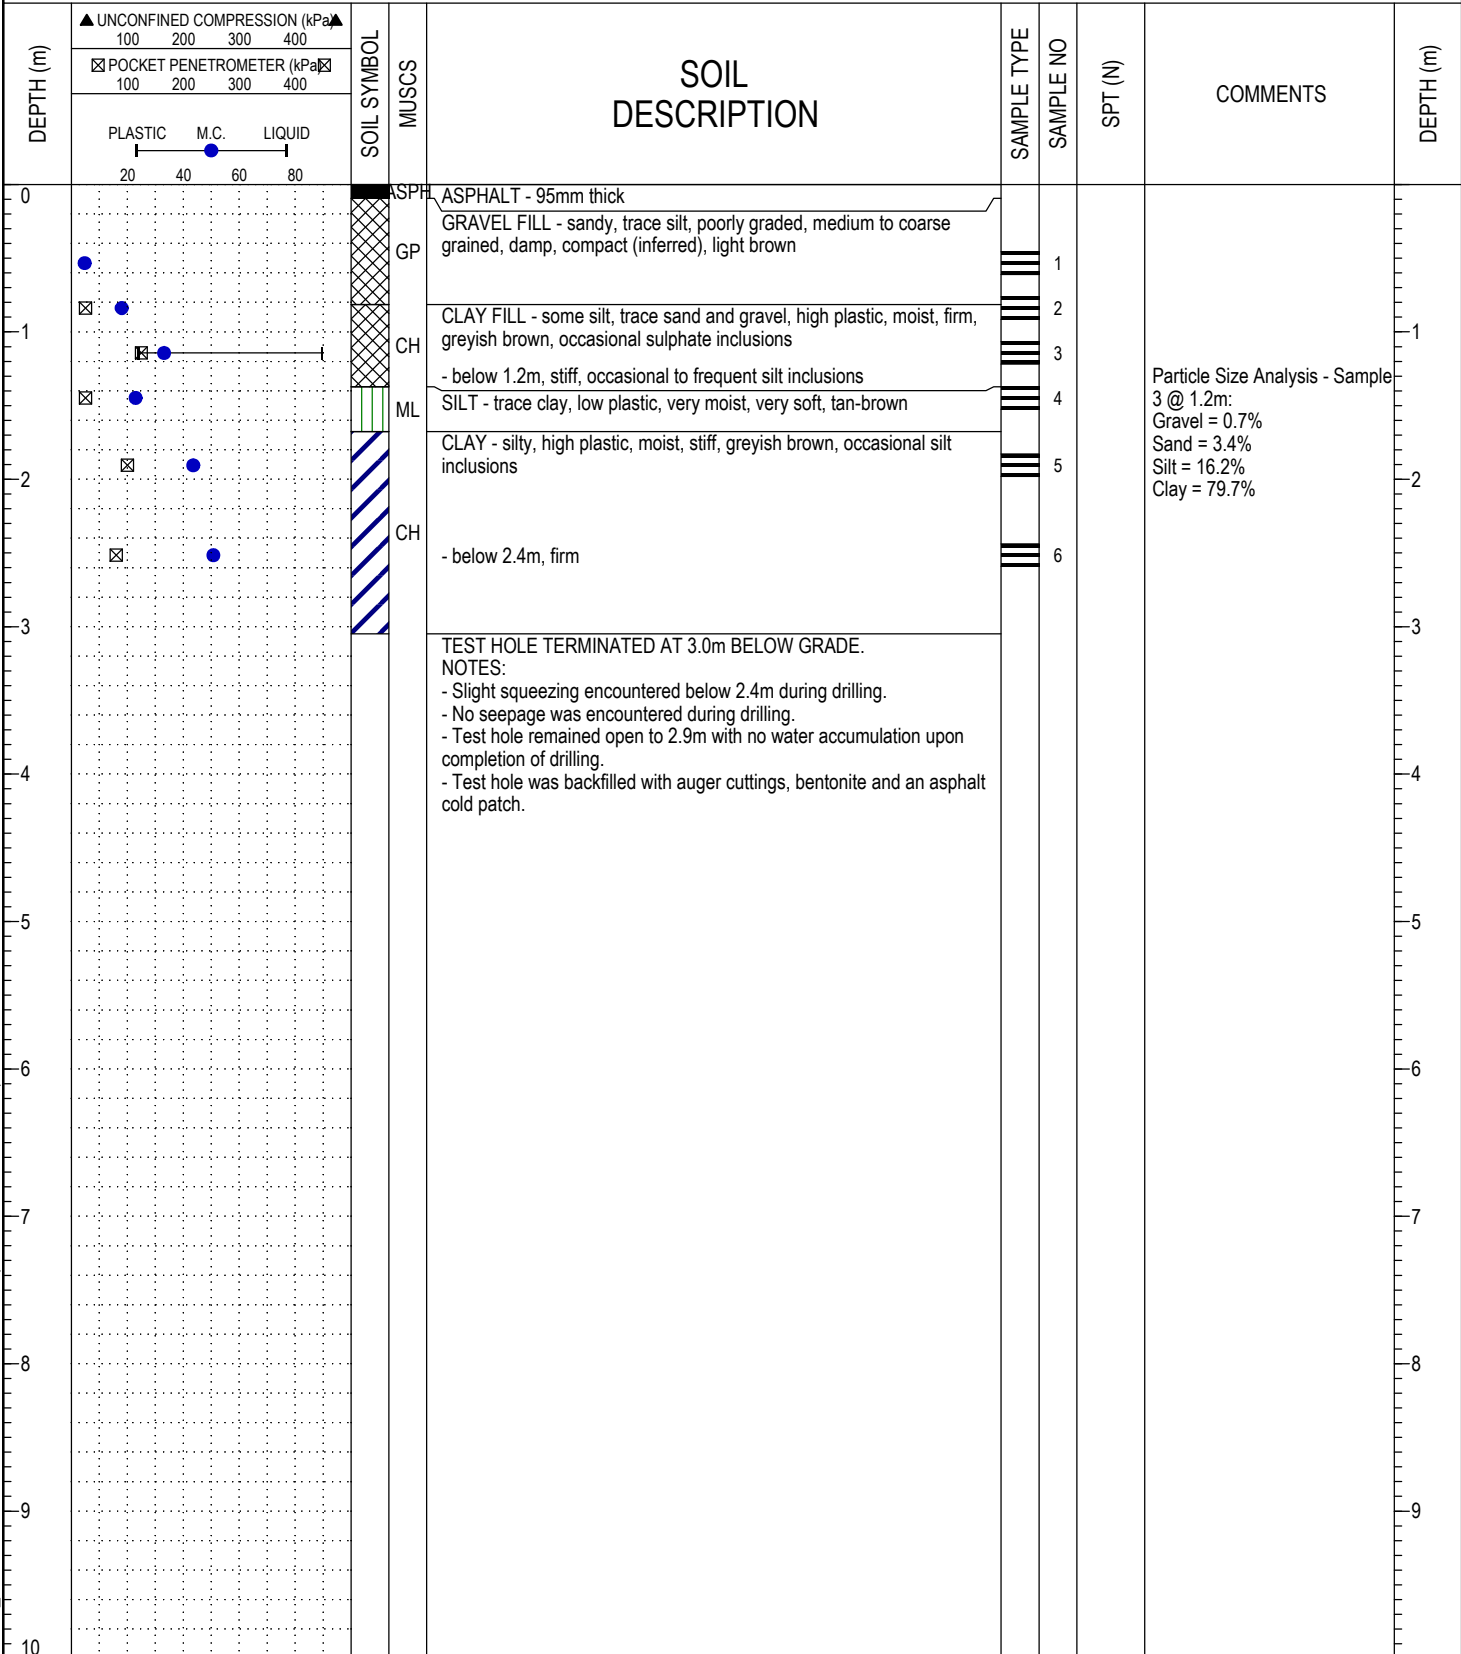 DEPTH (m)
UNCONFINED COMPRESSION (kPa)
100 200 300 400
POCKET PENETROMETER (kPa)
100 200 300 400
PLASTIC M.C. LIQUID
20 40 60 80
SOIL SYMBOL
MUSCS
SOIL
DESCRIPTION
SAMPLE TYPE
SAMPLE NO
SPT (N)
COMMENTS
DEPTH (m)
0
ASPH
ASPHALT - 95mm thick
GP
GRAVEL FILL - sandy, trace silt, poorly graded, medium to coarse
grained, damp, compact (inferred), light brown
1
2
CLAY FILL - some silt, trace sand and gravel, high plastic, moist, firm,
greyish brown, occasional sulphate inclusions
1
1
CH
3
- below 1.2m, stiff, occasional to frequent silt inclusions
Particle Size Analysis - Sample
3 @ 1.2m:
Gravel = 0.7%
Sand = 3.4%
Silt = 16.2%
Clay = 79.7%
ML
SILT - trace clay, low plastic, very moist, very soft, tan-brown
4
CLAY - silty, high plastic, moist, stiff, greyish brown, occasional silt
inclusions
5
2
2
CH
- below 2.4m, firm
6
3
3
TEST HOLE TERMINATED AT 3.0m BELOW GRADE.
NOTES:
- Slight squeezing encountered below 2.4m during drilling.
- No seepage was encountered during drilling.
- Test hole remained open to 2.9m with no water accumulation upon
completion of drilling.
- Test hole was backfilled with auger cuttings, bentonite and an asphalt
cold patch.
4
4
5
5
6
6
7
7
8
8
9
9
10